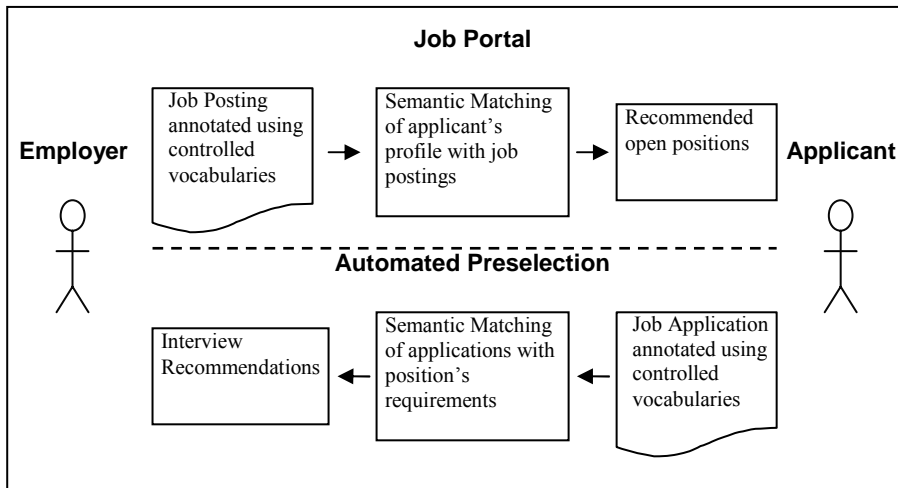 Job Portal
Employer
Job Posting
annotated using
controlled
vocabularies
Semantic Matching
of applicant's
profile with job
postings
Recommended
open positions
Applicant
Automated Preselection
Interview
Recommendations
Semantic Matching
of applications with
position's
requirements
Job Application
annotated using
controlled
vocabularies